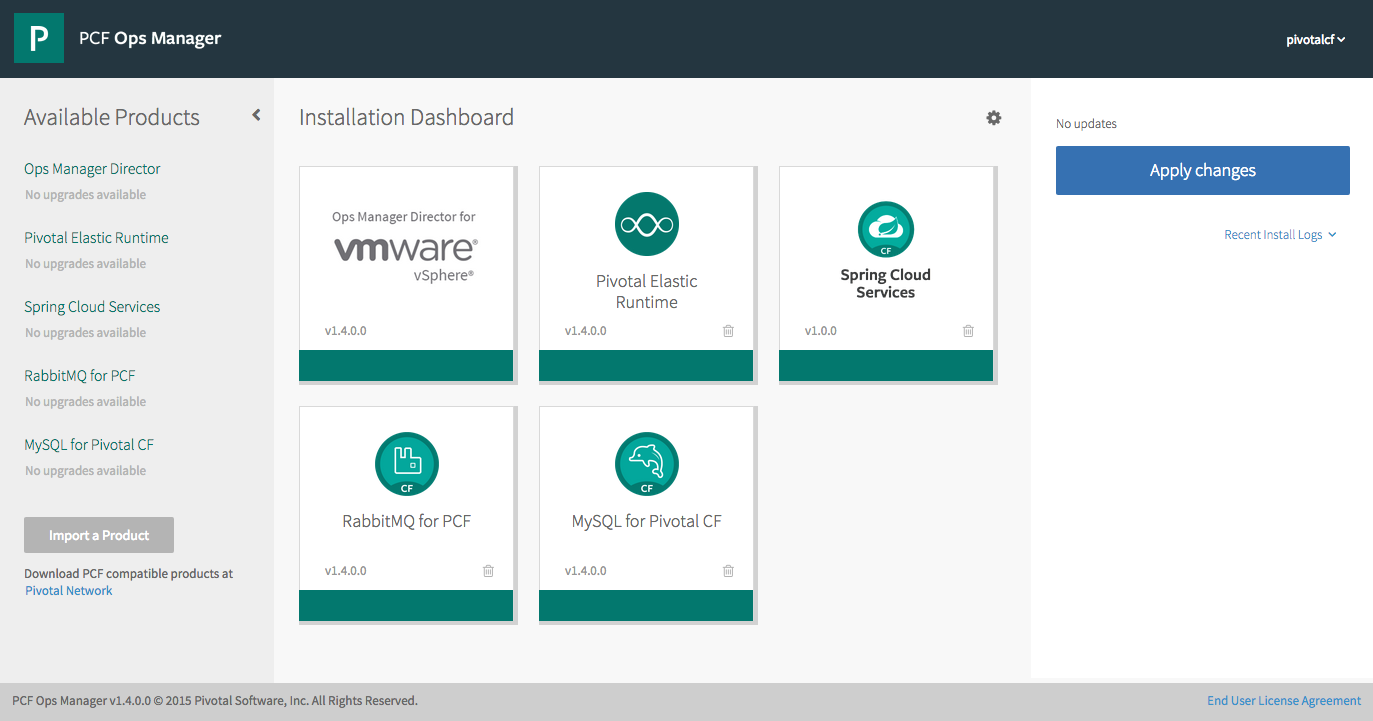 P
PCF Ops Manager
pivotalcf
Available Products
Ops Manager Director
No upgrades available
Pivotal Elastic Runtime
No upgrades available
Spring Cloud Services
No upgrades available
RabbitMQ for PCF
No upgrades available
MySQL for Pivotal CF
No upgrades available
Import a Product
Download PCF compatible products at
Pivotal Network
Installation Dashboard
Ops Manager Director for
vmware®
vSphere®
v1.4.0.0
Pivotal Elastic
Runtime
v1.4.0.0
CF
Spring Cloud
Services
v1.0.0
CF
RabbitMQ for PCF
v1.4.0.0
CF
MySQL for Pivotal CF
v1.4.0.0
No updates
Apply changes
Recent Install Logs
PCF Ops Manager v1.4.0.0 © 2015 Pivotal Software, Inc. All Rights Reserved.
End User License Agreement